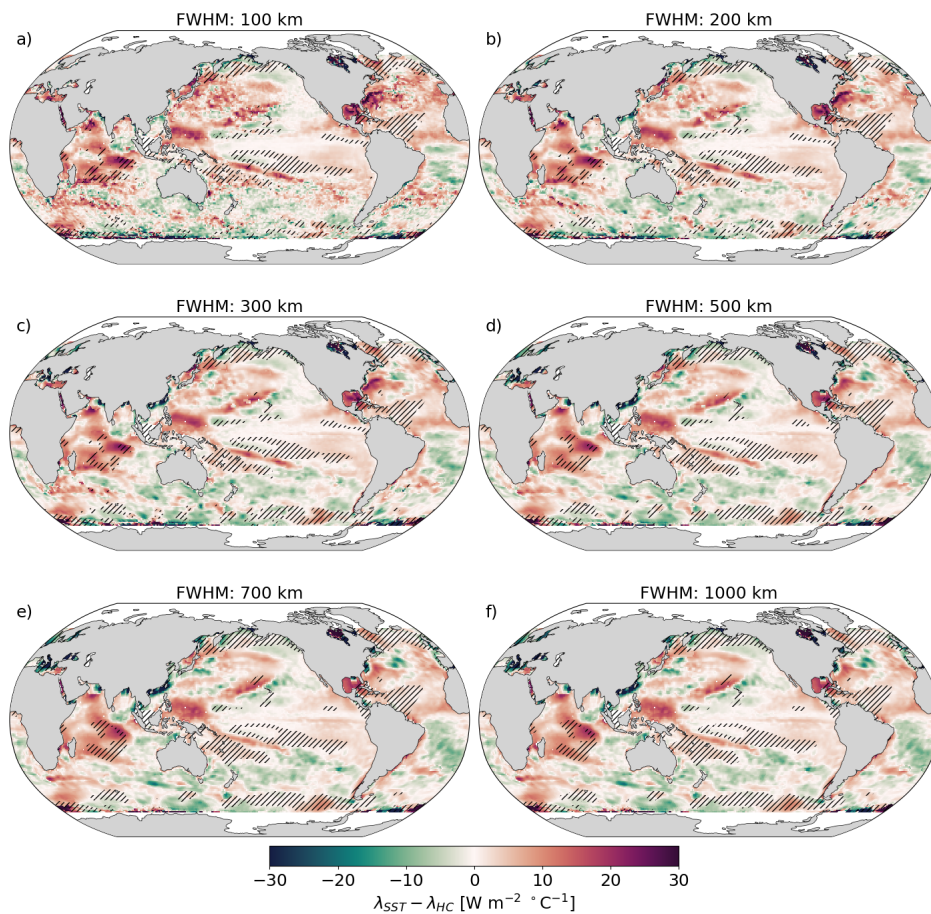 FWHM: 100 km
FWHM: 200 km
a)
b)
FWHM: 300 km
FWHM: 500 km
c)
d)
FWHM: 700 km
FWHM: 1000 km
e)
f)
−30 −20 −10 0 10 20 30
λSST − λHC [W m⁻² °C⁻¹]